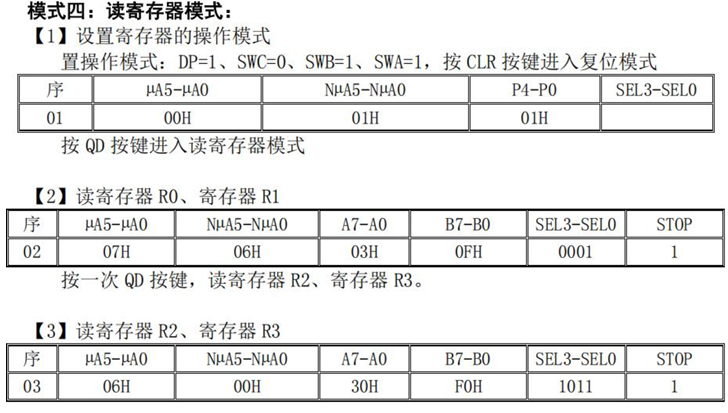 模式四：读寄存器模式：
【1】设置寄存器的操作模式
置操作模式：DP=1、SWC=0、SWB=1、SWA=1，按 CLR 按键进入复位模式
序 μA5-μA0 NμA5-NμA0 P4-P0 SEL3-SEL0
01 00H 01H 01H
按 QD 按键进入读寄存器模式
【2】读寄存器 R0、寄存器 R1
序 μA5-μA0 NμA5-NμA0 A7-A0 B7-B0 SEL3-SEL0 STOP
02 07H 06H 03H 0FH 0001 1
按一次 QD 按键，读寄存器 R2、寄存器 R3。
【3】读寄存器 R2、寄存器 R3
序 μA5-μA0 NμA5-NμA0 A7-A0 B7-B0 SEL3-SEL0 STOP
03 06H 00H 30H F0H 1011 1